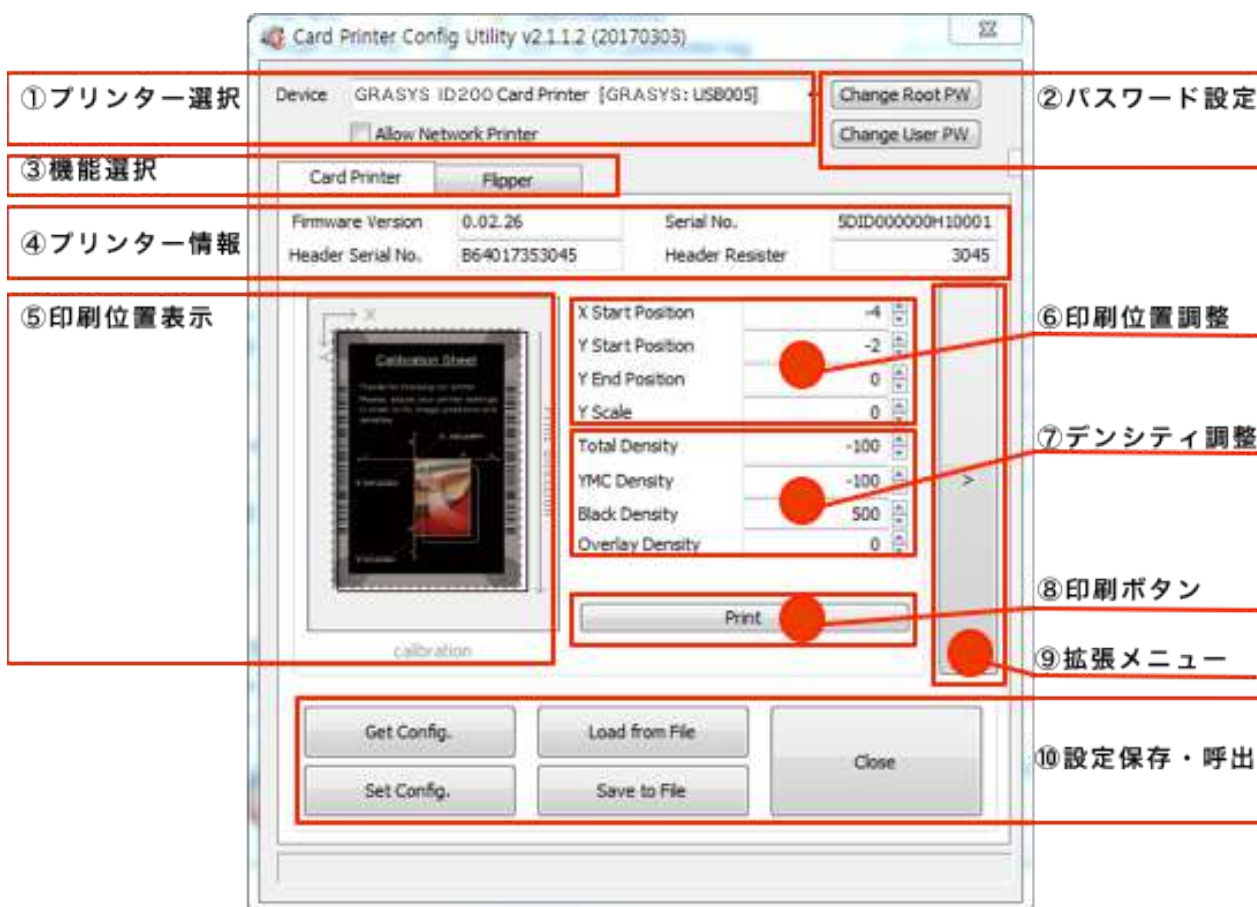 Card Printer Config Utility v2.1.1.2 (20170303)
①プリンター選択
Device GRASYS ID200 Card Printer [GRASYS:USB005]
Change Root PW
②パスワード設定
Allow Network Printer
Change User PW
③機能選択
Card Printer Flipper
④プリンター情報
Firmware Version 0.02.26 Serial No. SDID000000H10001
Header Serial No. B64017353045 Header Resister 3045
⑤印刷位置表示
X
Calibration Sheet
PRINT DIRECTION
calibration
X Start Position -4
Y Start Position -2
Y End Position 0
Y Scale 0
⑥印刷位置調整
Total Density -100
YMC Density -100
Black Density 500
Overlay Density 0
⑦デンシティ調整
>
Print
⑧印刷ボタン
⑨拡張メニュー
Get Config. Load from File
Close
Set Config. Save to File
⑩設定保存・呼出